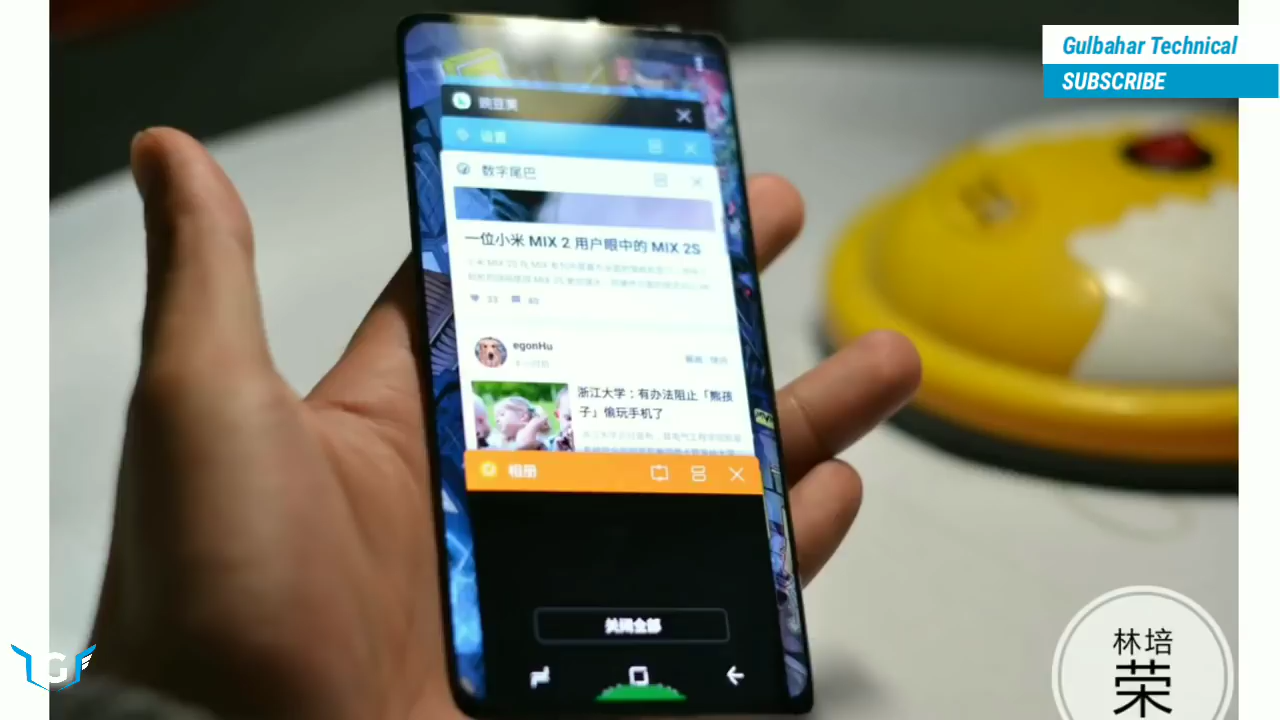 Gulbahar Technical
SUBSCRIBE
豌豆荚
设置
数字尾巴
一位小米 MIX 2 用户眼中的 MIX 2S
33
egonHu
浙江大学:有办法阻止「熊孩
子」偷玩手机了
相册
关闭全部
G
林培
荣